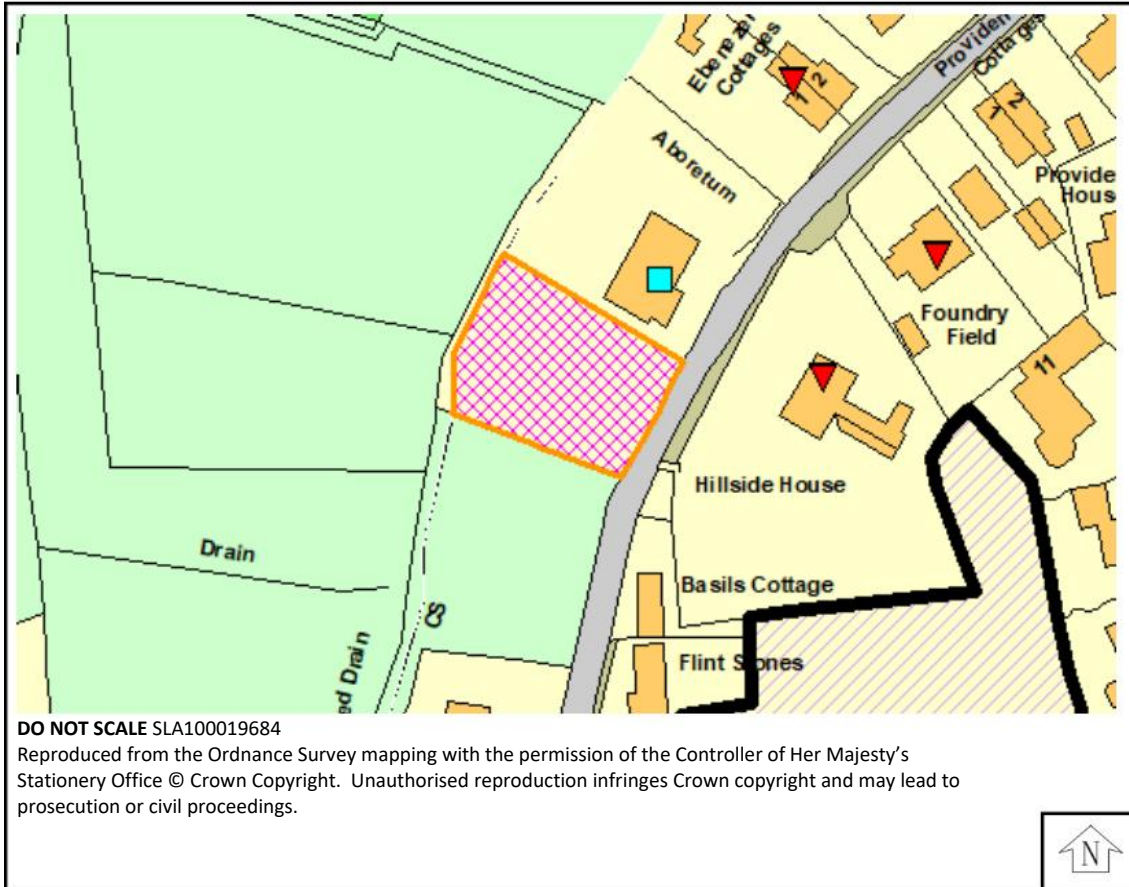 Ebenezer
Cottages
1 2
Providen
Cottages
1 2
Aboretum
Provide
Hous
Foundry
Field
11
Hillside House
Drain
Basils Cottage
CS
Flint Stones
ed Drain
DO NOT SCALE SLA100019684
Reproduced from the Ordnance Survey mapping with the permission of the Controller of Her Majesty’s
Stationery Office © Crown Copyright. Unauthorised reproduction infringes Crown copyright and may lead to
prosecution or civil proceedings.
N